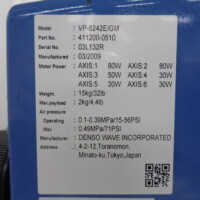 Model : VP-6242E/GM
Number : 411200-0510
Serial No. : 03L132R
Manufactured : 03/2009
Motor Power : AXIS:1 80W AXIS:2 80W
AXIS:3 50W AXIS:4 30W
AXIS:5 30W AXIS:6 30W
Weight : 15kg/32lb
Max payload : 2kg/4.4lb
Air pressure
Operating : 0.1-0.39MPa/15-56PSI
Max : 0.49MPa/71PSI
Manufacturer : DENSO WAVE INCORPORATED
Address : 4-2-12,Toranomon,
Minato-ku,Tokyo,Japan